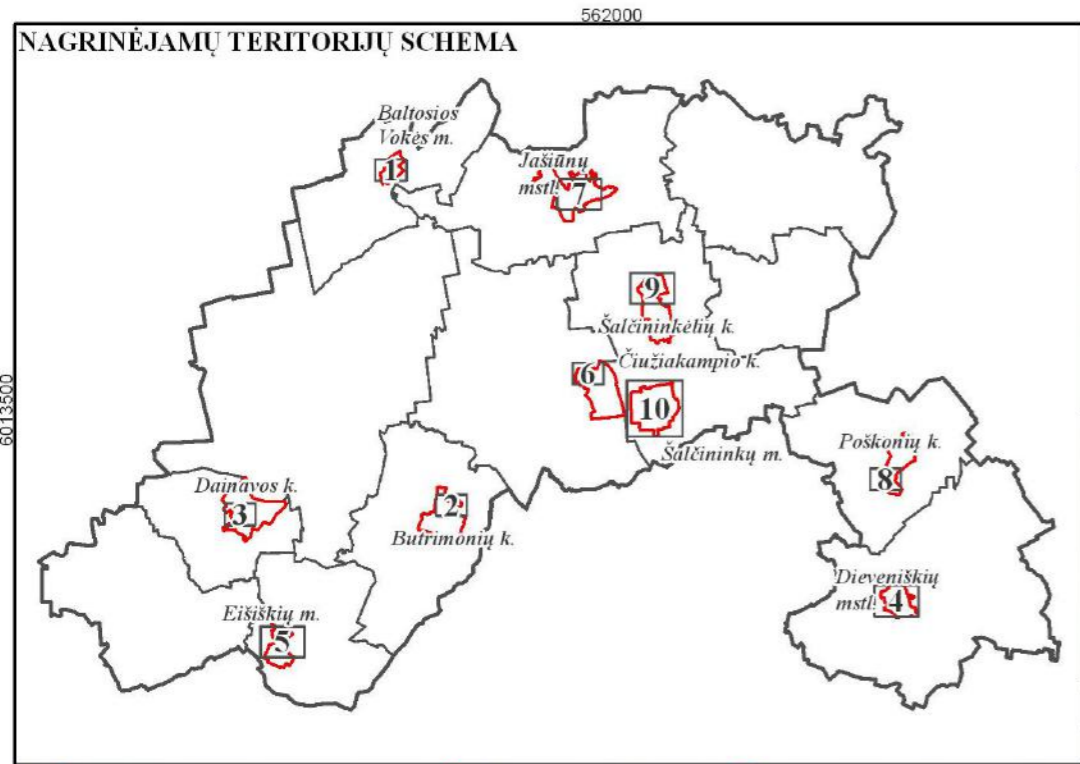 562000
NAGRINĖJAMŲ TERITORIJŲ SCHEMA
Baltosios
Vokės m.
1
Jašiūnų
mstl.
7
9
Šalčininkėlių k.
Čiužiakampio k.
6
6013500
10
Šalčininkų m.
Poškonių k.
8
Dainavos k.
3
2
Butrimonių k.
Dieveniškių
mstl.
4
Eišiškių m.
5